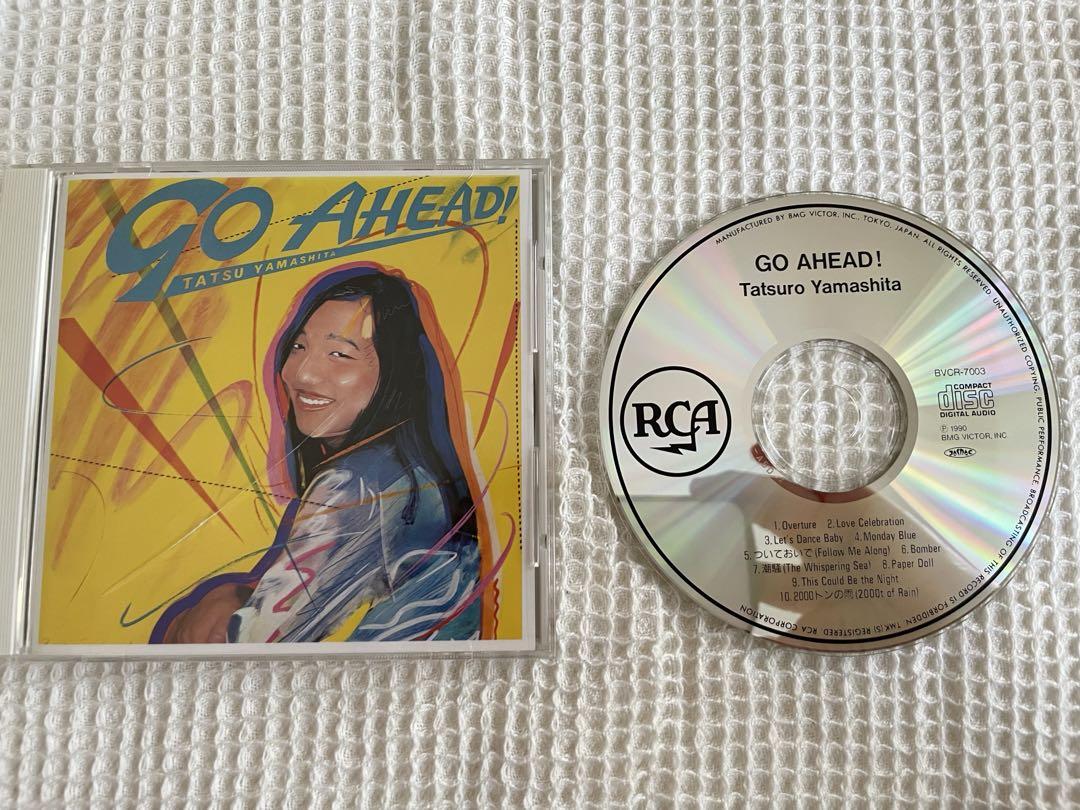 GO AHEAD!
TATSU YAMASHITA
MANUFACTURED BY BMG VICTOR, INC., TOKYO, JAPAN. ALL RIGHTS RESERVED. UNAUTHORIZED COPYING, PUBLIC PERFORMANCE, BROADCASTING OF THIS RECORD IS FORBIDDEN. TMK(S) REGISTERED. RCA CORPORATION
GO AHEAD!
Tatsuro Yamashita
RCA
BVCR-7003
COMPACT
disc
DIGITAL AUDIO
Ⓟ 1990
BMG VICTOR, INC.
1.Overture 2.Love Celebration
3.Let's Dance Baby 4.Monday Blue
5.ついておいで(Follow Me Along) 6.Bomber
7.潮騒(The Whispering Sea) 8.Paper Doll
9.This Could Be the Night
10.2000トンの雨(2000t of Rain)